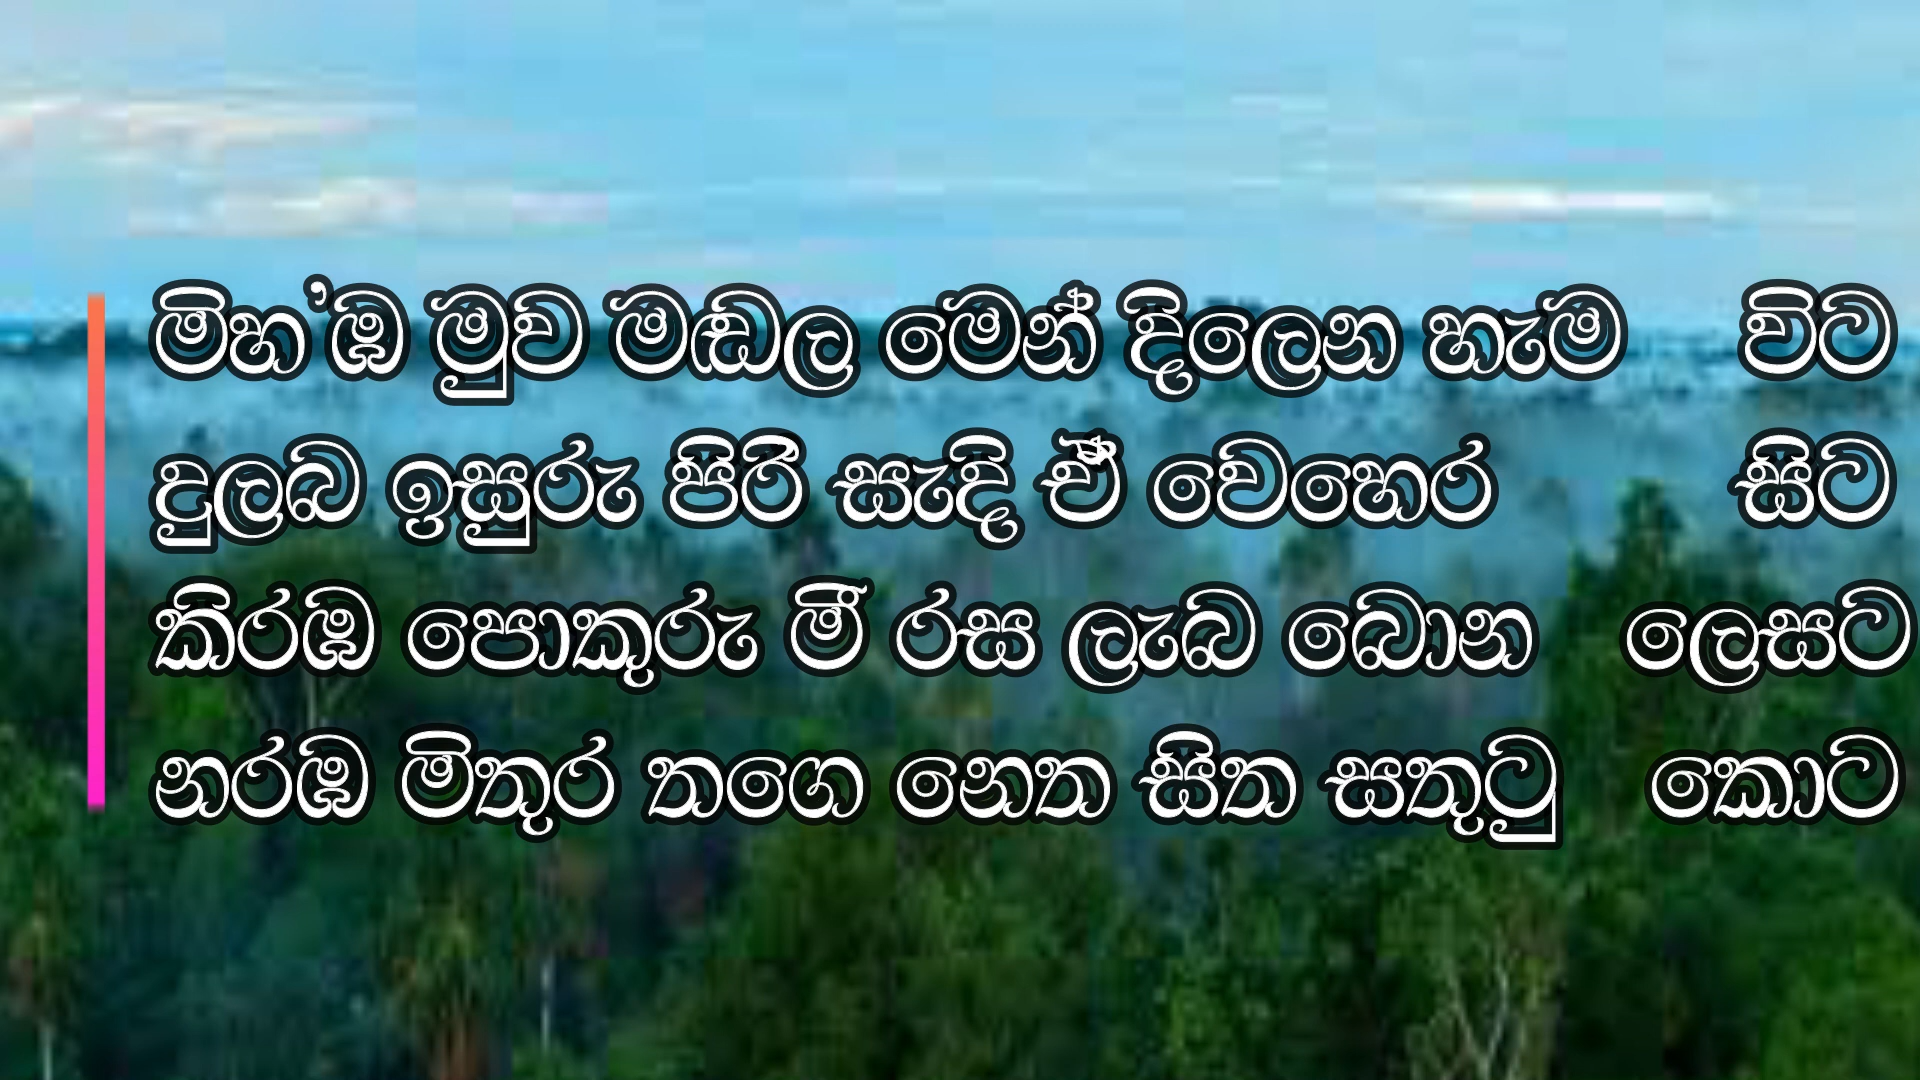 මිහ'ඹ මුව මඬල මෙන් දිලෙන හැම විට
දුලබ ඉසුරු පිරි සැදි ඒ වෙහෙර සිට
කිරඹ පොකුරු මී රස ලැබ බොන ලෙසට
නරඹ මිතුර තගෙ නෙත සිත සතුටු කොට